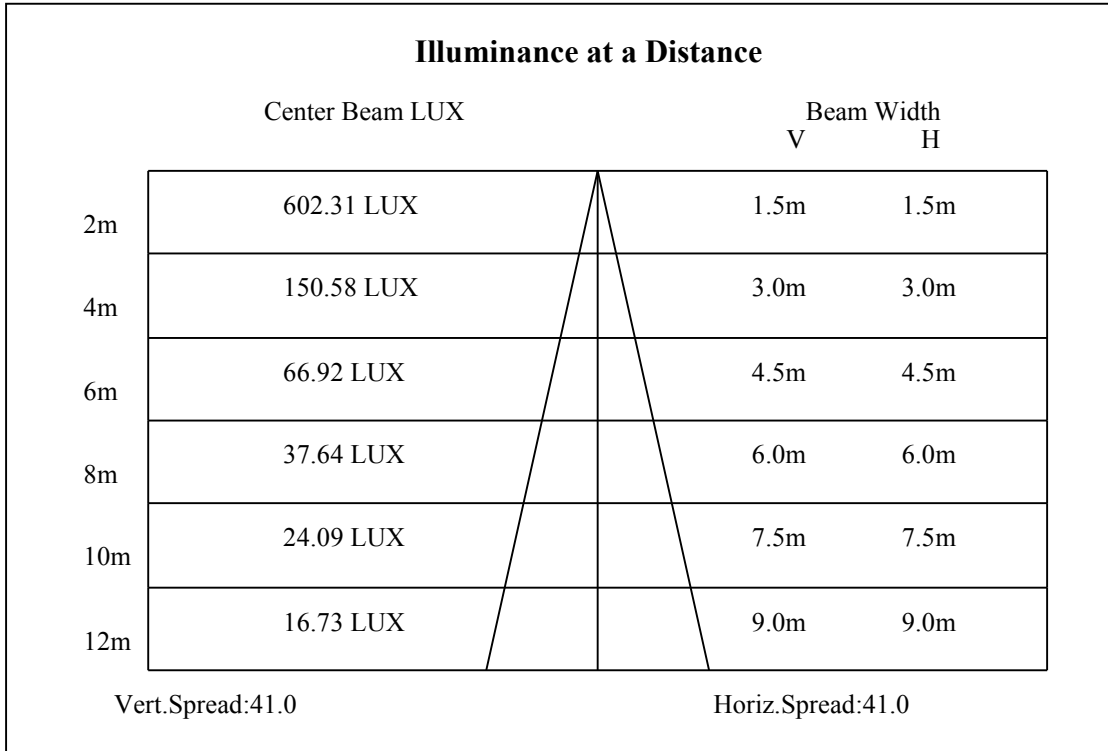 Illuminance at a Distance
Center Beam LUX Beam Width
V H
2m 602.31 LUX 1.5m 1.5m
4m 150.58 LUX 3.0m 3.0m
6m 66.92 LUX 4.5m 4.5m
8m 37.64 LUX 6.0m 6.0m
10m 24.09 LUX 7.5m 7.5m
12m 16.73 LUX 9.0m 9.0m
Vert.Spread:41.0 Horiz.Spread:41.0